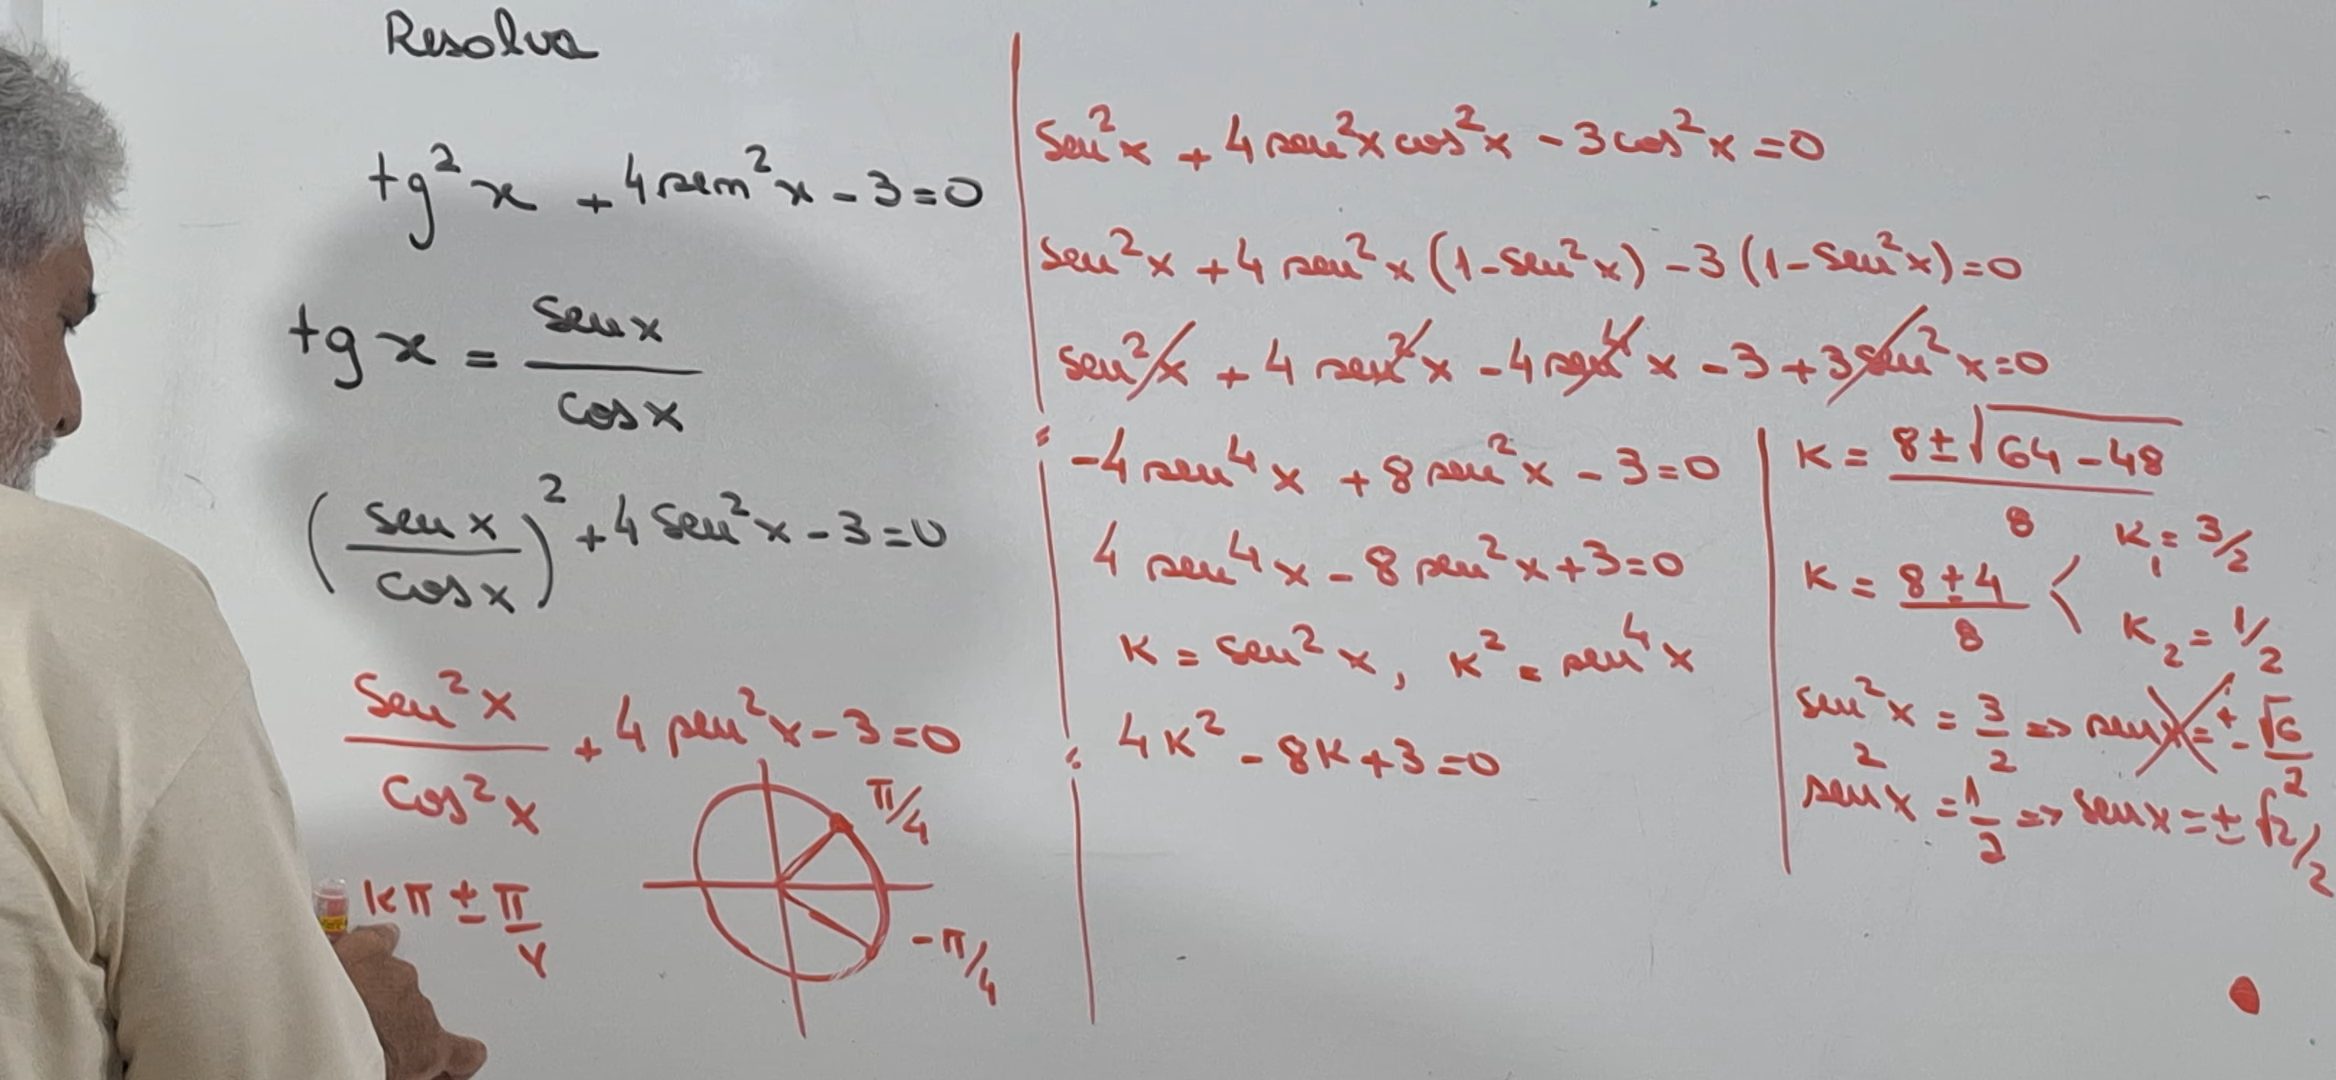 Resolva
tg²x + 4sen²x - 3 = 0
tg x = sen x / cos x
(sen x / cos x)² + 4 sen²x - 3 = 0
sen²x / cos²x + 4 sen²x - 3 = 0
π/4
kπ ± π/4
-π/4
sen²x + 4 sen²x cos²x - 3 cos²x = 0
sen²x + 4 sen²x (1 - sen²x) - 3 (1 - sen²x) = 0
sen²x + 4 sen²x - 4 sen⁴x - 3 + 3 sen²x = 0
-4 sen⁴x + 8 sen²x - 3 = 0
4 sen⁴x - 8 sen²x + 3 = 0
K = sen²x, K² = sen⁴x
4K² - 8K + 3 = 0
K = 8 ± √64 - 48 / 8
K = 8 ± 4 / 8
K₁ = 3/2
K₂ = 1/2
sen²x = 3/2 => sen x = ± √6/2
sen²x = 1/2 => sen x = ± √2/2